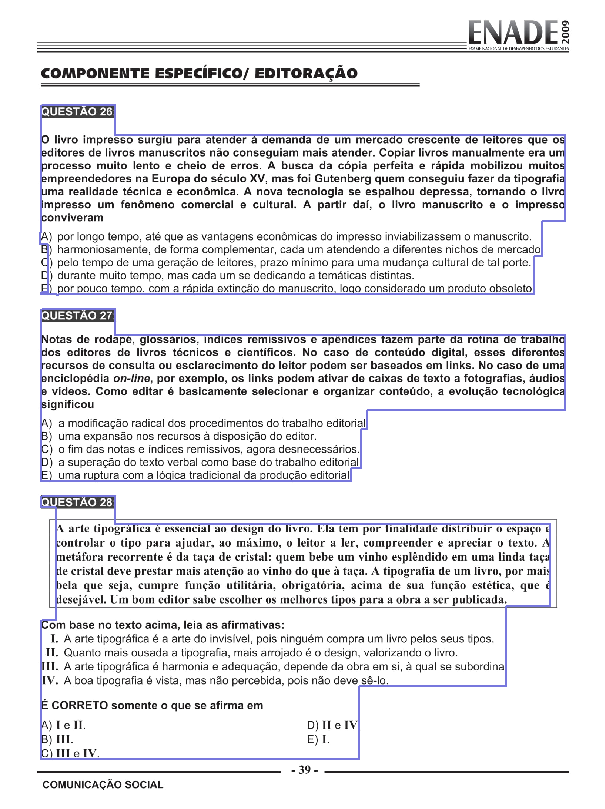 ENADE 2009
EXAME NACIONAL DE DESEMPENHO DOS ESTUDANTES
COMPONENTE ESPECÍFICO/ EDITORAÇÃO
QUESTÃO 26
O livro impresso surgiu para atender à demanda de um mercado crescente de leitores que os
editores de livros manuscritos não conseguiam mais atender. Copiar livros manualmente era um
processo muito lento e cheio de erros. A busca da cópia perfeita e rápida mobilizou muitos
empreendedores na Europa do século XV, mas foi Gutenberg quem conseguiu fazer da tipografia
uma realidade técnica e econômica. A nova tecnologia se espalhou depressa, tornando o livro
impresso um fenômeno comercial e cultural. A partir daí, o livro manuscrito e o impresso
conviveram
A) por longo tempo, até que as vantagens econômicas do impresso inviabilizassem o manuscrito.
B) harmoniosamente, de forma complementar, cada um atendendo a diferentes nichos de mercado.
C) pelo tempo de uma geração de leitores, prazo mínimo para uma mudança cultural de tal porte.
D) durante muito tempo, mas cada um se dedicando a temáticas distintas.
E) por pouco tempo, com a rápida extinção do manuscrito, logo considerado um produto obsoleto.
QUESTÃO 27
Notas de rodapé, glossários, índices remissivos e apêndices fazem parte da rotina de trabalho
dos editores de livros técnicos e científicos. No caso de conteúdo digital, esses diferentes
recursos de consulta ou esclarecimento do leitor podem ser baseados em links. No caso de uma
enciclopédia on-line, por exemplo, os links podem ativar de caixas de texto a fotografias, áudios
e vídeos. Como editar é basicamente selecionar e organizar conteúdo, a evolução tecnológica
significou
A) a modificação radical dos procedimentos do trabalho editorial.
B) uma expansão nos recursos à disposição do editor.
C) o fim das notas e índices remissivos, agora desnecessários.
D) a superação do texto verbal como base do trabalho editorial.
E) uma ruptura com a lógica tradicional da produção editorial.
QUESTÃO 28
A arte tipográfica é essencial ao design do livro. Ela tem por finalidade distribuir o espaço e
controlar o tipo para ajudar, ao máximo, o leitor a ler, compreender e apreciar o texto. A
metáfora recorrente é da taça de cristal: quem bebe um vinho esplêndido em uma linda taça
de cristal deve prestar mais atenção ao vinho do que à taça. A tipografia de um livro, por mais
bela que seja, cumpre função utilitária, obrigatória, acima de sua função estética, que é
desejável. Um bom editor sabe escolher os melhores tipos para a obra a ser publicada.
Com base no texto acima, leia as afirmativas:
I. A arte tipográfica é a arte do invisível, pois ninguém compra um livro pelos seus tipos.
II. Quanto mais ousada a tipografia, mais arrojado é o design, valorizando o livro.
III. A arte tipográfica é harmonia e adequação, depende da obra em si, à qual se subordina.
IV. A boa tipografia é vista, mas não percebida, pois não deve sê-lo.
É CORRETO somente o que se afirma em
A) I e II.
B) III.
C) III e IV.
D) II e IV
E) I.
- 39 -
COMUNICAÇÃO SOCIAL